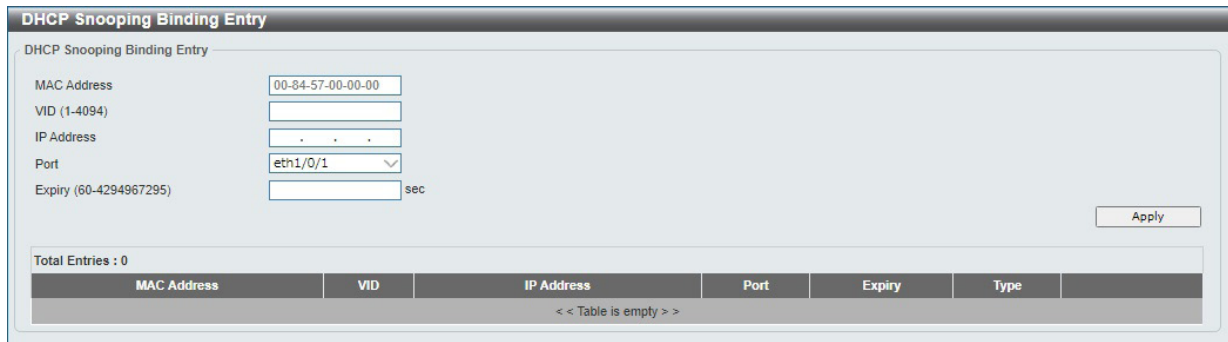 DHCP Snooping Binding Entry
DHCP Snooping Binding Entry
MAC Address 00-84-57-00-00-00
VID (1-4094)
IP Address . . .
Port eth1/0/1
Expiry (60-4294967295) sec
Apply
Total Entries : 0
MAC Address VID IP Address Port Expiry Type
< < Table is empty > >